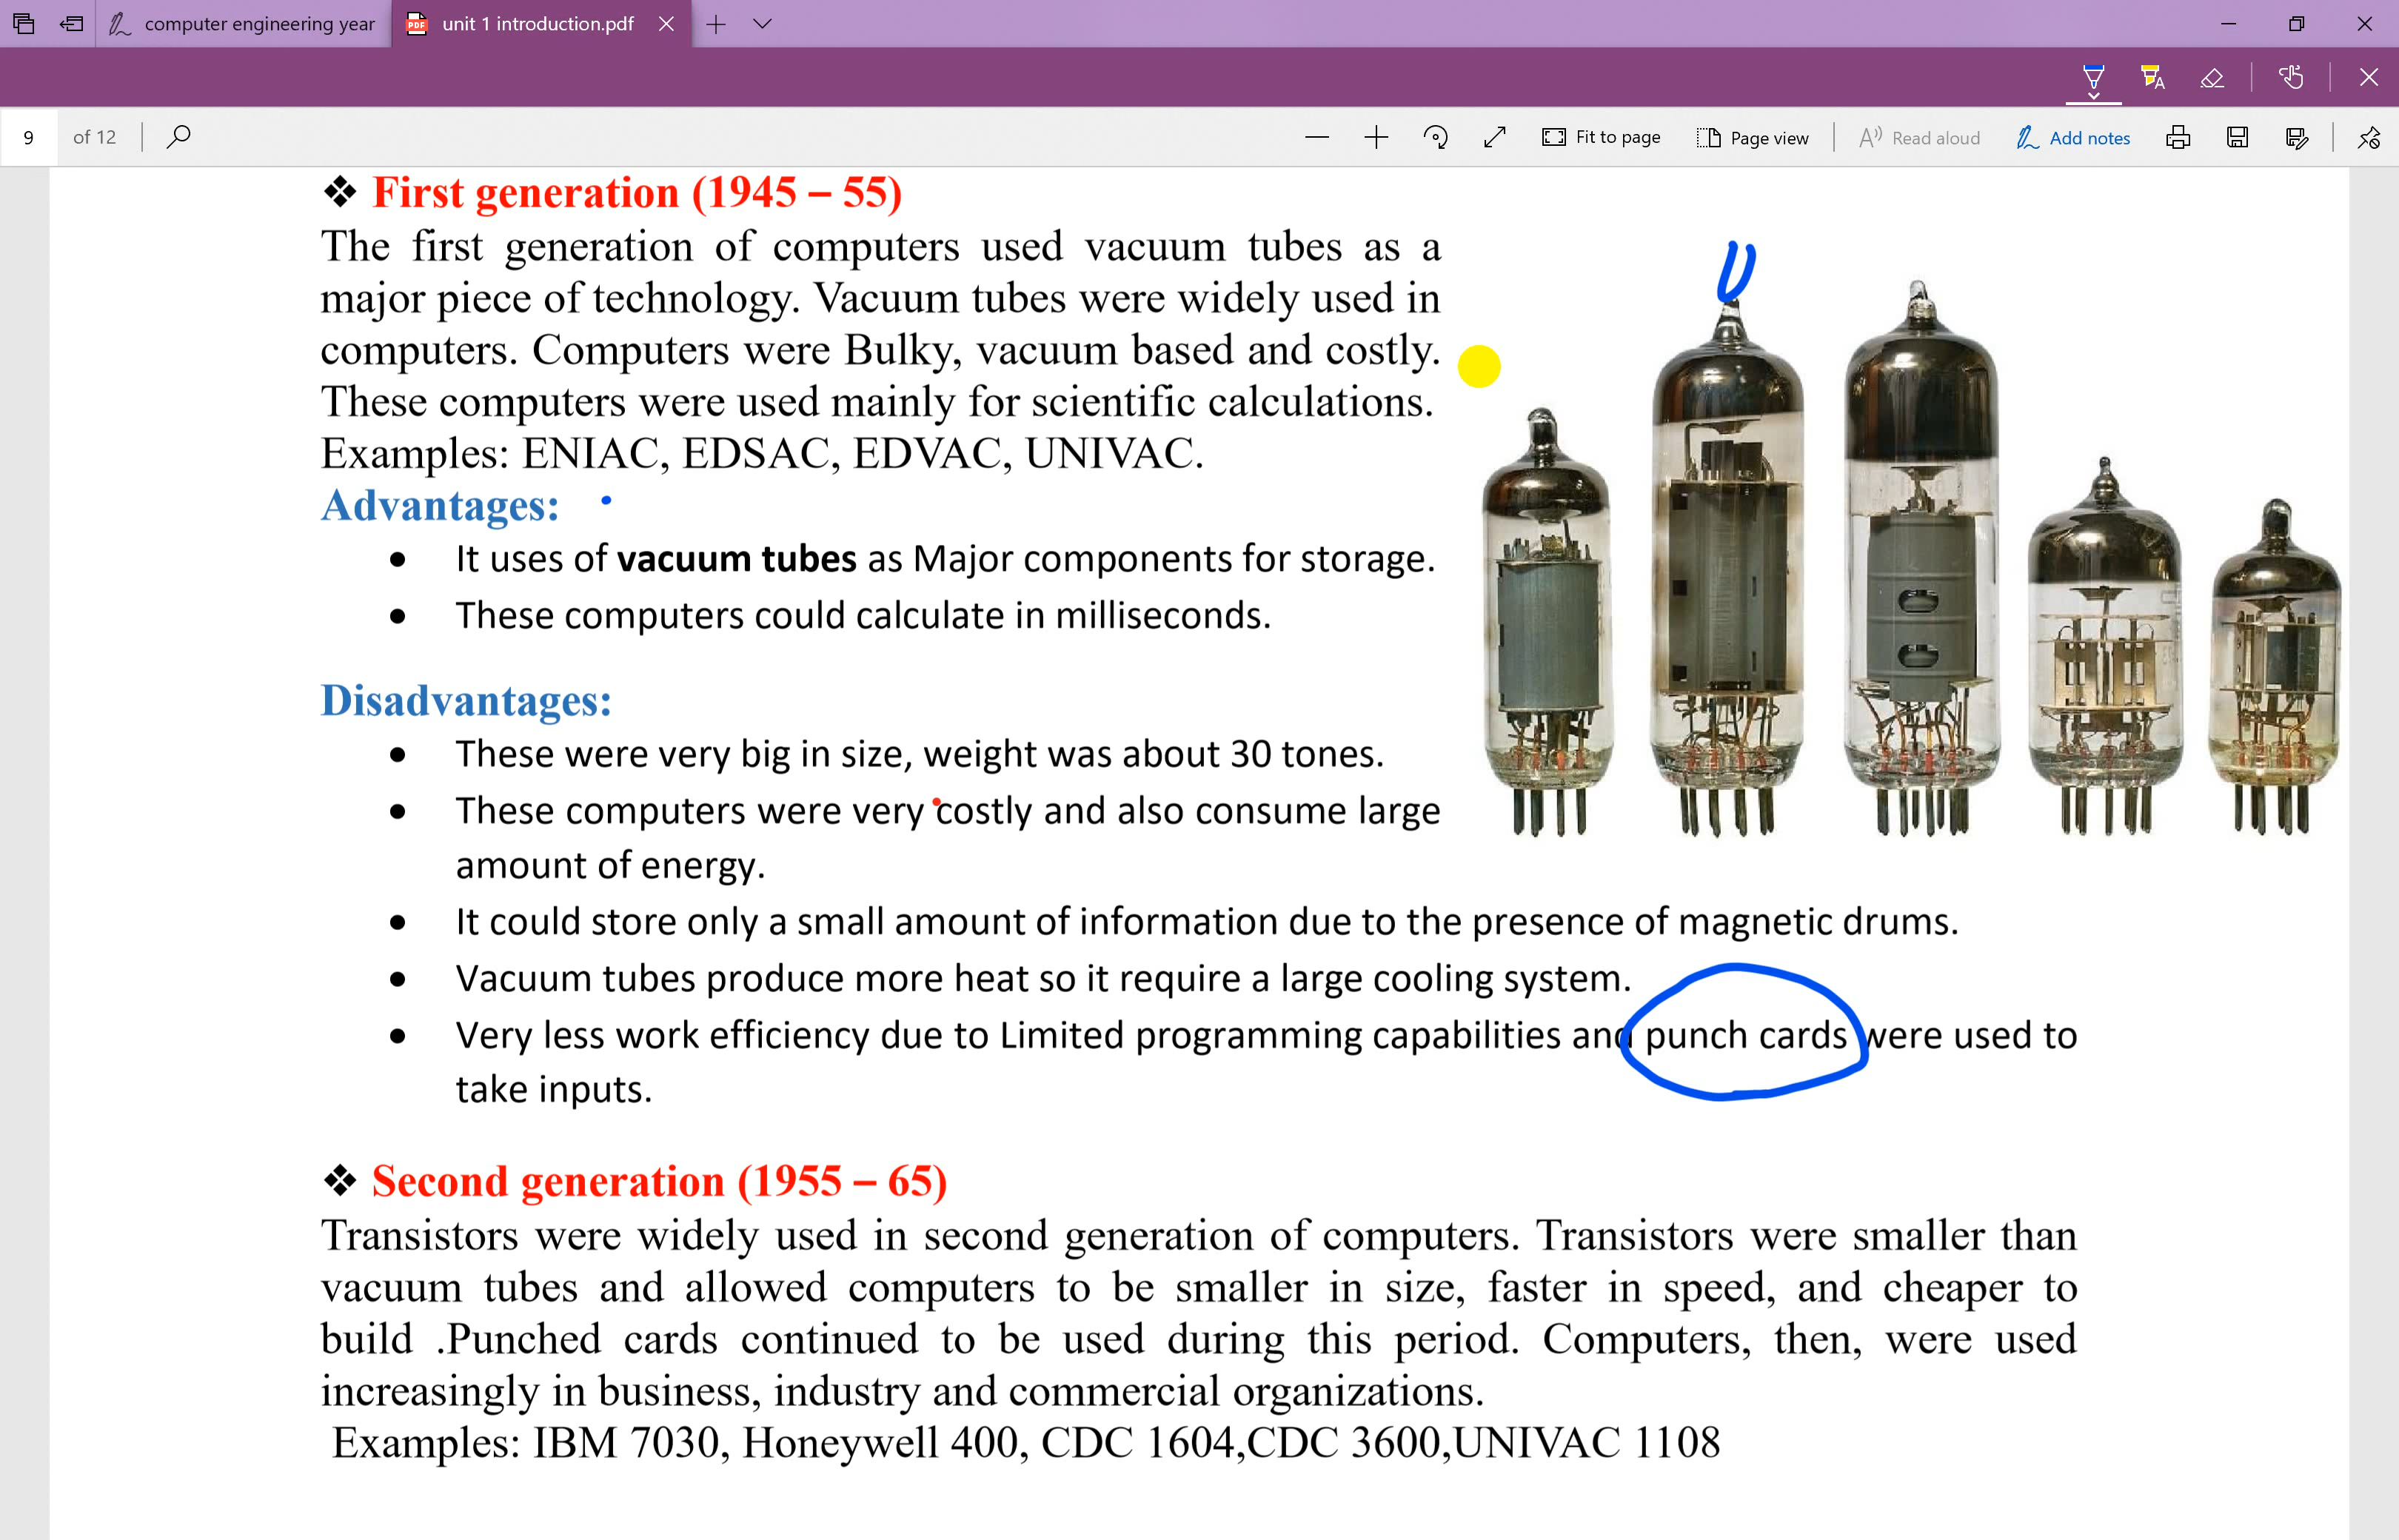 computer engineering year
unit 1 introduction.pdf
9 of 12
Fit to page
Page view
Read aloud
Add notes
❖ First generation (1945 – 55)
The first generation of computers used vacuum tubes as a
major piece of technology. Vacuum tubes were widely used in
computers. Computers were Bulky, vacuum based and costly.
These computers were used mainly for scientific calculations.
Examples: ENIAC, EDSAC, EDVAC, UNIVAC.
Advantages:
• It uses of vacuum tubes as Major components for storage.
• These computers could calculate in milliseconds.
Disadvantages:
• These were very big in size, weight was about 30 tones.
• These computers were very costly and also consume large
amount of energy.
• It could store only a small amount of information due to the presence of magnetic drums.
• Vacuum tubes produce more heat so it require a large cooling system.
• Very less work efficiency due to Limited programming capabilities and punch cards were used to
take inputs.
❖ Second generation (1955 – 65)
Transistors were widely used in second generation of computers. Transistors were smaller than
vacuum tubes and allowed computers to be smaller in size, faster in speed, and cheaper to
build .Punched cards continued to be used during this period. Computers, then, were used
increasingly in business, industry and commercial organizations.
Examples: IBM 7030, Honeywell 400, CDC 1604,CDC 3600,UNIVAC 1108